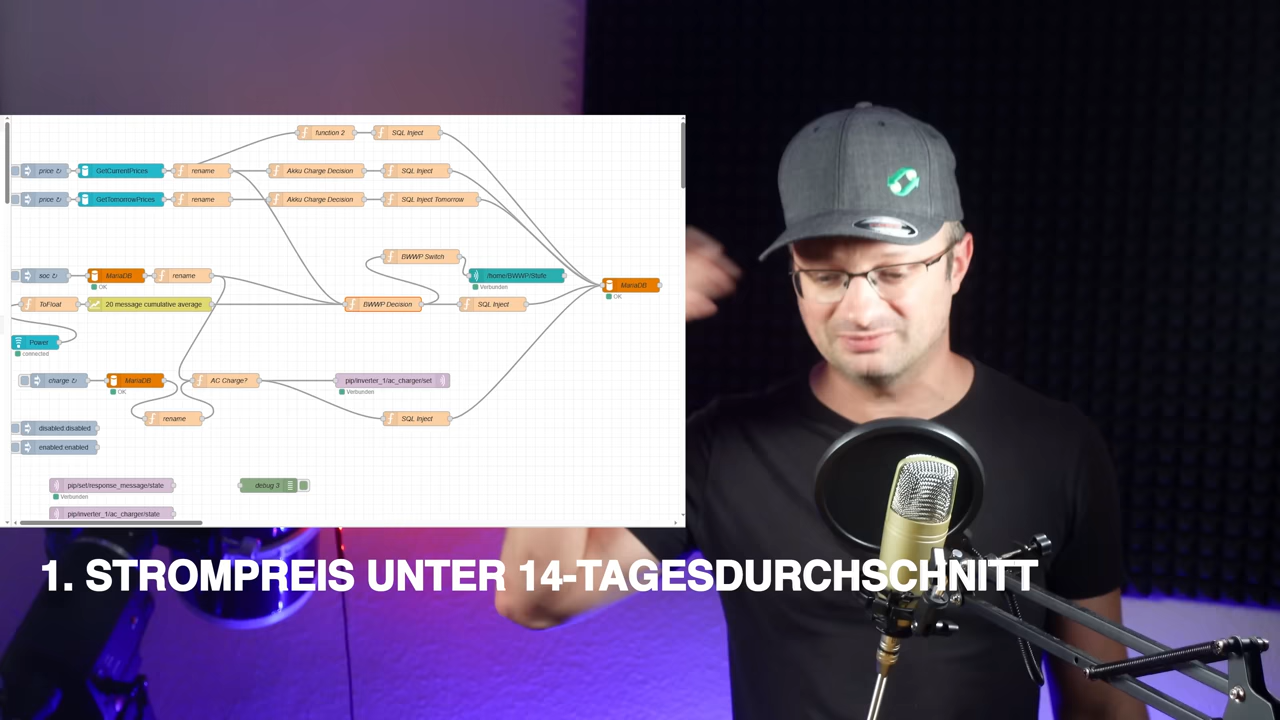 function 2 SQL Inject
price ↻ GetCurrentPrices rename Akku Charge Decision SQL Inject
price ↻ GetTomorrowPrices rename Akku Charge Decision SQL Inject Tomorrow
BWWP Switch
soc ↻ MariaDB rename /home/BWWP/Stufe MariaDB
OK Verbunden OK
ToFloat 20 message cumulative average BWWP Decision SQL Inject
Power
connected
charge ↻ MariaDB AC Charge? pip/inverter_1/ac_charger/set
OK Verbunden
rename SQL Inject
disabled:disabled
enabled:enabled
pip/set/response_message/state debug 3
Verbunden
pip/inverter_1/ac_charger/state
1. STROMPREIS UNTER 14-TAGESDURCHSCHNITT